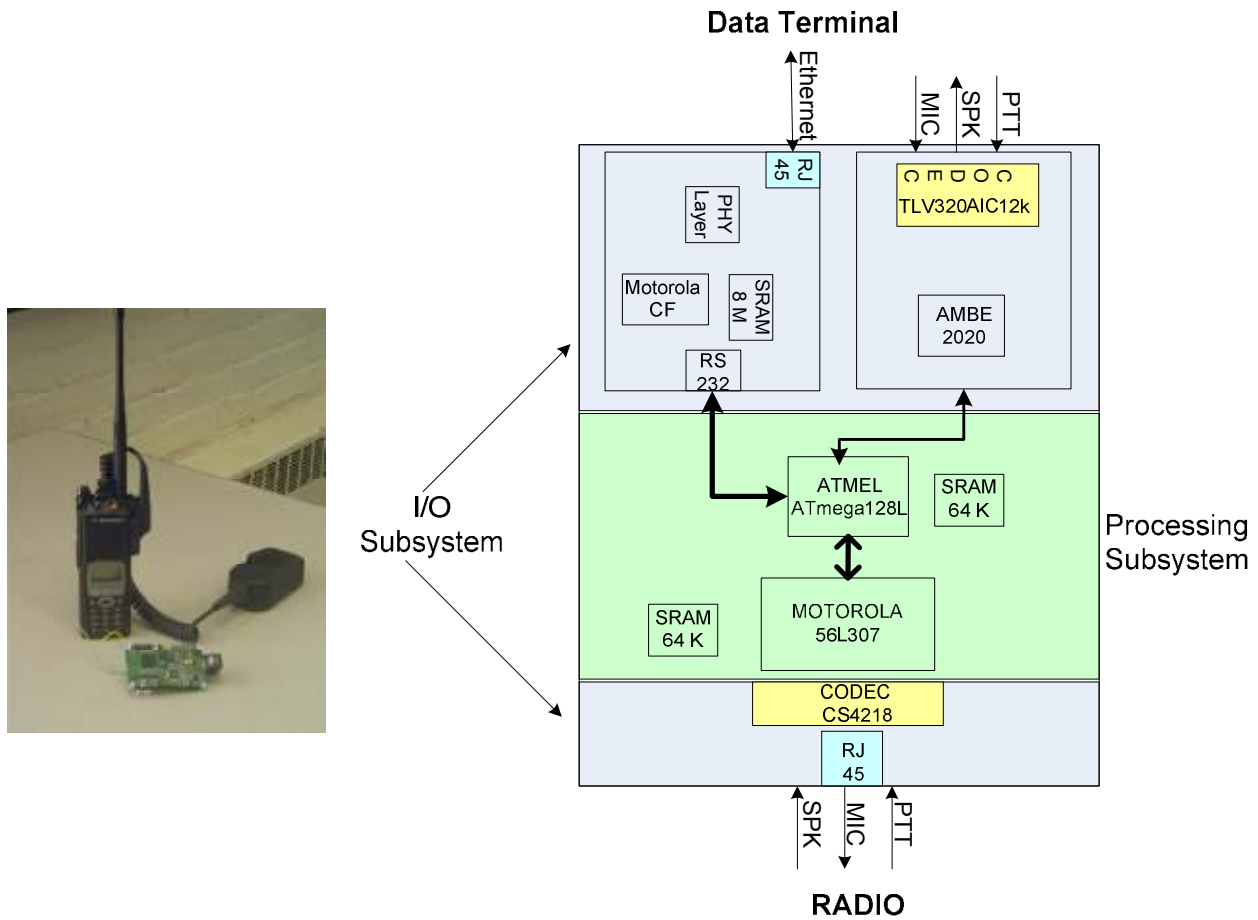 Data Terminal
Ethernet
MIC
SPK
PTT
RJ
45
CODEC
TLV320AIC12k
PHY
Layer
Motorola
CF
SRAM
8 M
AMBE
2020
RS
232
I/O
Subsystem
ATMEL
ATmega128L
SRAM
64 K
Processing
Subsystem
MOTOROLA
56L307
SRAM
64 K
CODEC
CS4218
RJ
45
SPK
MIC
PTT
RADIO